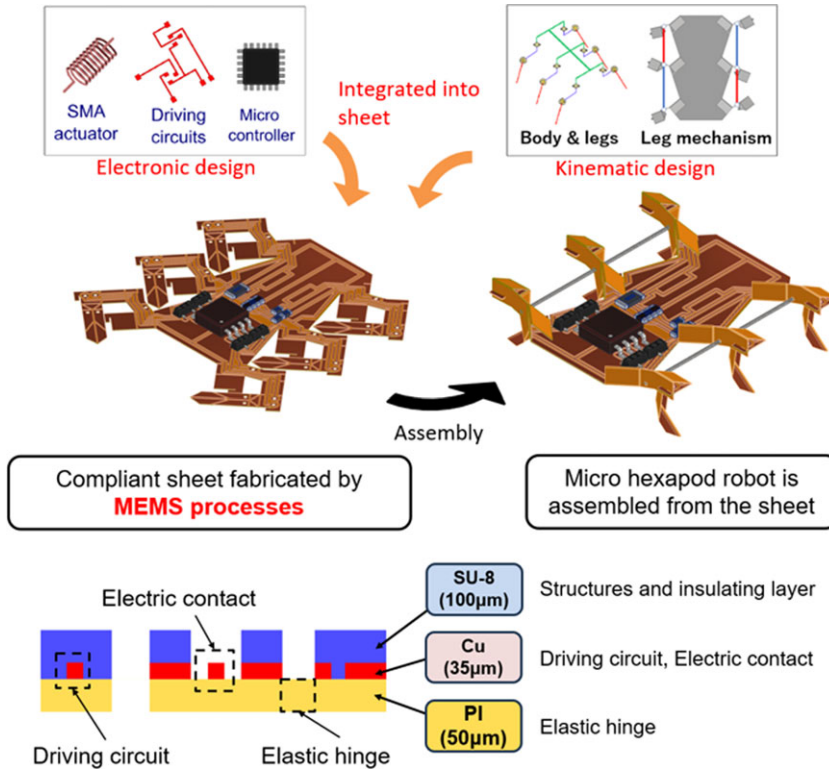 SMA
actuator
Driving
circuits
Micro
controller
Electronic design
Integrated into
sheet
Body & legs
Leg mechanism
Kinematic design
Assembly
Compliant sheet fabricated by
MEMS processes
Micro hexapod robot is
assembled from the sheet
Electric contact
Driving circuit
Elastic hinge
SU-8
(100μm)
Structures and insulating layer
Cu
(35μm)
Driving circuit, Electric contact
PI
(50μm)
Elastic hinge